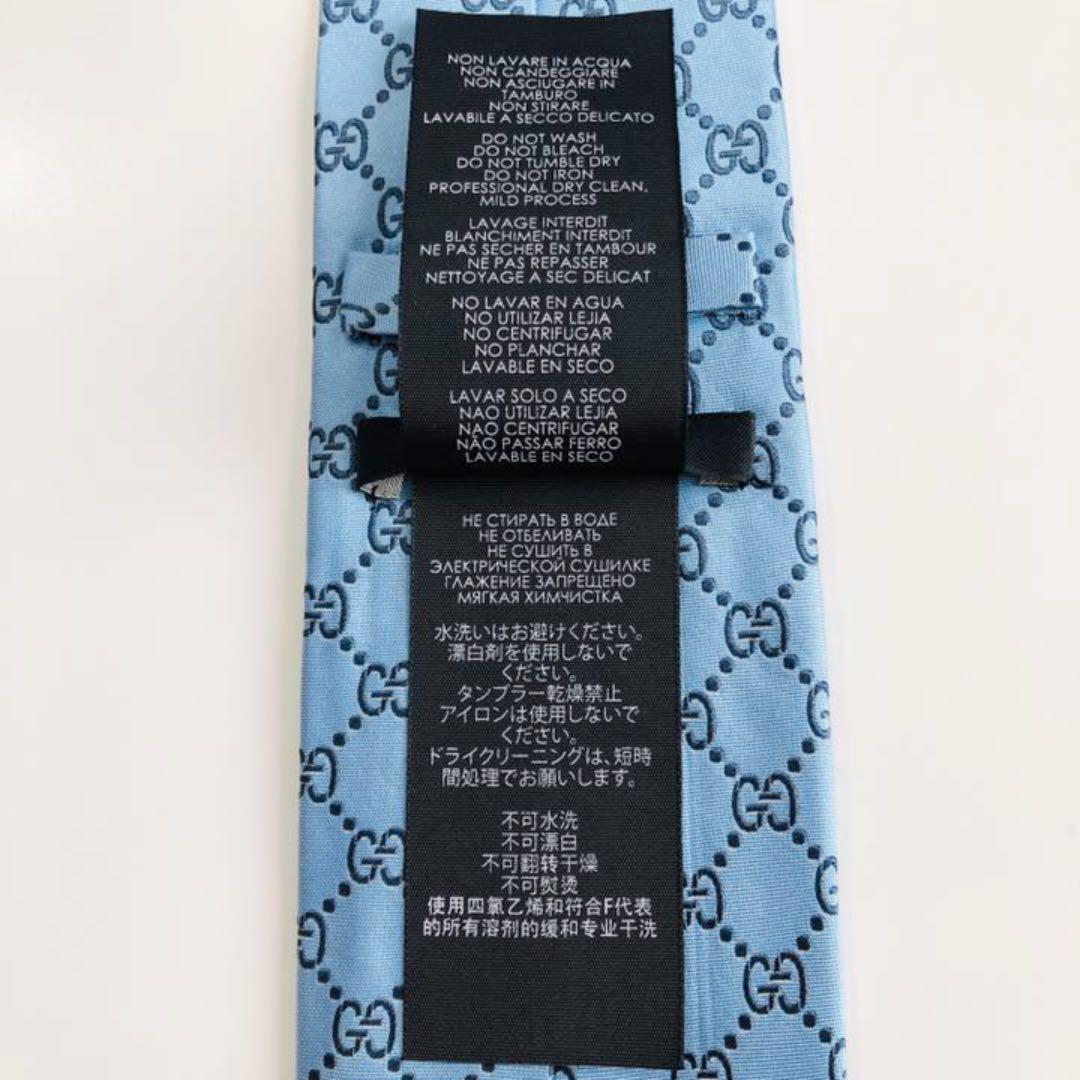 NON LAVARE IN ACQUA
NON CANDEGGIARE
NON ASCIUGARE IN
TAMBURO
NON STIRARE
LAVABILE A SECCO DELICATO
DO NOT WASH
DO NOT BLEACH
DO NOT TUMBLE DRY
DO NOT IRON
PROFESSIONAL DRY CLEAN.
MILD PROCESS
LAVAGE INTERDIT
BLANCHIMENT INTERDIT
NE PAS SECHER EN TAMBOUR
NE PAS REPASSER
NETTOYAGE A SEC DELICAT
NO LAVAR EN AGUA
NO UTILIZAR LEJIA
NO CENTRIFUGAR
NO PLANCHAR
LAVABLE EN SECO
LAVAR SOLO A SECO
NAO UTILIZAR LEJIA
NAO CENTRIFUGAR
NÃO PASSAR FERRO
LAVABLE EN SECO
НЕ СТИРАТЬ В ВОДЕ
НЕ ОТБЕЛИВАТЬ
НЕ СУШИТЬ В
ЭЛЕКТРИЧЕСКОЙ СУШИЛКЕ
ГЛАЖЕНИЕ ЗАПРЕЩЕНО
МЯГКАЯ ХИМЧИСТКА
水洗いはお避けください。
漂白剤を使用しないで
ください。
タンブラー乾燥禁止
アイロンは使用しないで
ください。
ドライクリーニングは、短時
間処理でお願いします。
不可水洗
不可漂白
不可翻转干燥
不可熨烫
使用四氯乙烯和符合F代表
的所有溶剂的缓和专业干洗